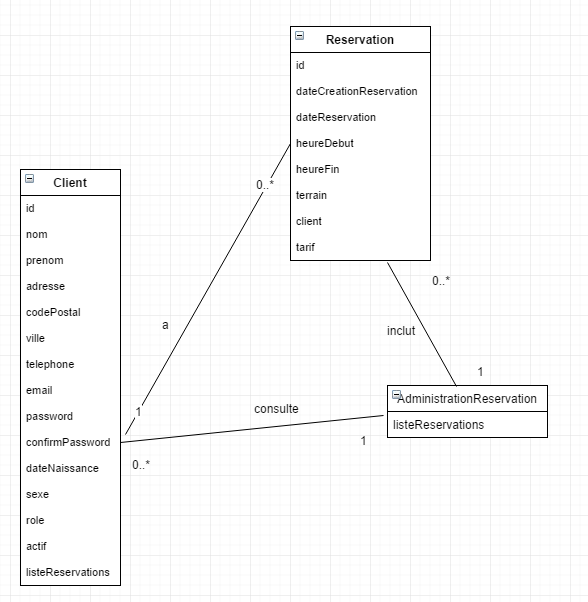 Reservation
id
dateCreationReservation
dateReservation
heureDebut
heureFin
terrain
client
tarif
0..*
Client
id
nom
prenom
adresse
codePostal
ville
telephone
email
password
confirmPassword
dateNaissance
sexe
role
actif
listeReservations
a
1
0..*
inclut
1
AdministrationReservation
listeReservations
consulte
1
0..*